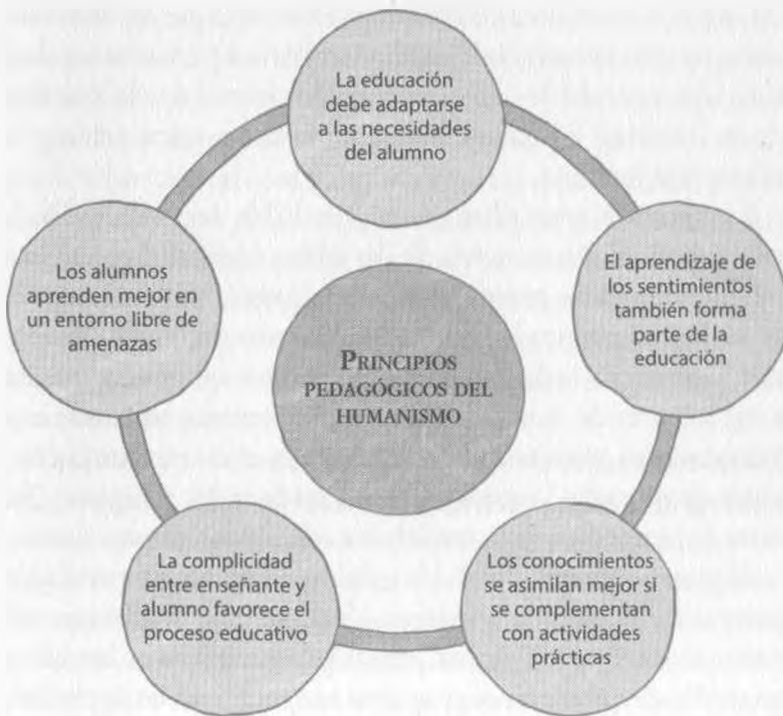 La educación
debe adaptarse
a las necesidades
del alumno
El aprendizaje de
los sentimientos
también forma
parte de la
educación
Los conocimientos
se asimilan mejor si
se complementan
con actividades
prácticas
La complicidad
entre enseñante y
alumno favorece el
proceso educativo
Los alumnos
aprenden mejor en
un entorno libre de
amenazas
PRINCIPIOS
PEDAGÓGICOS DEL
HUMANISMO